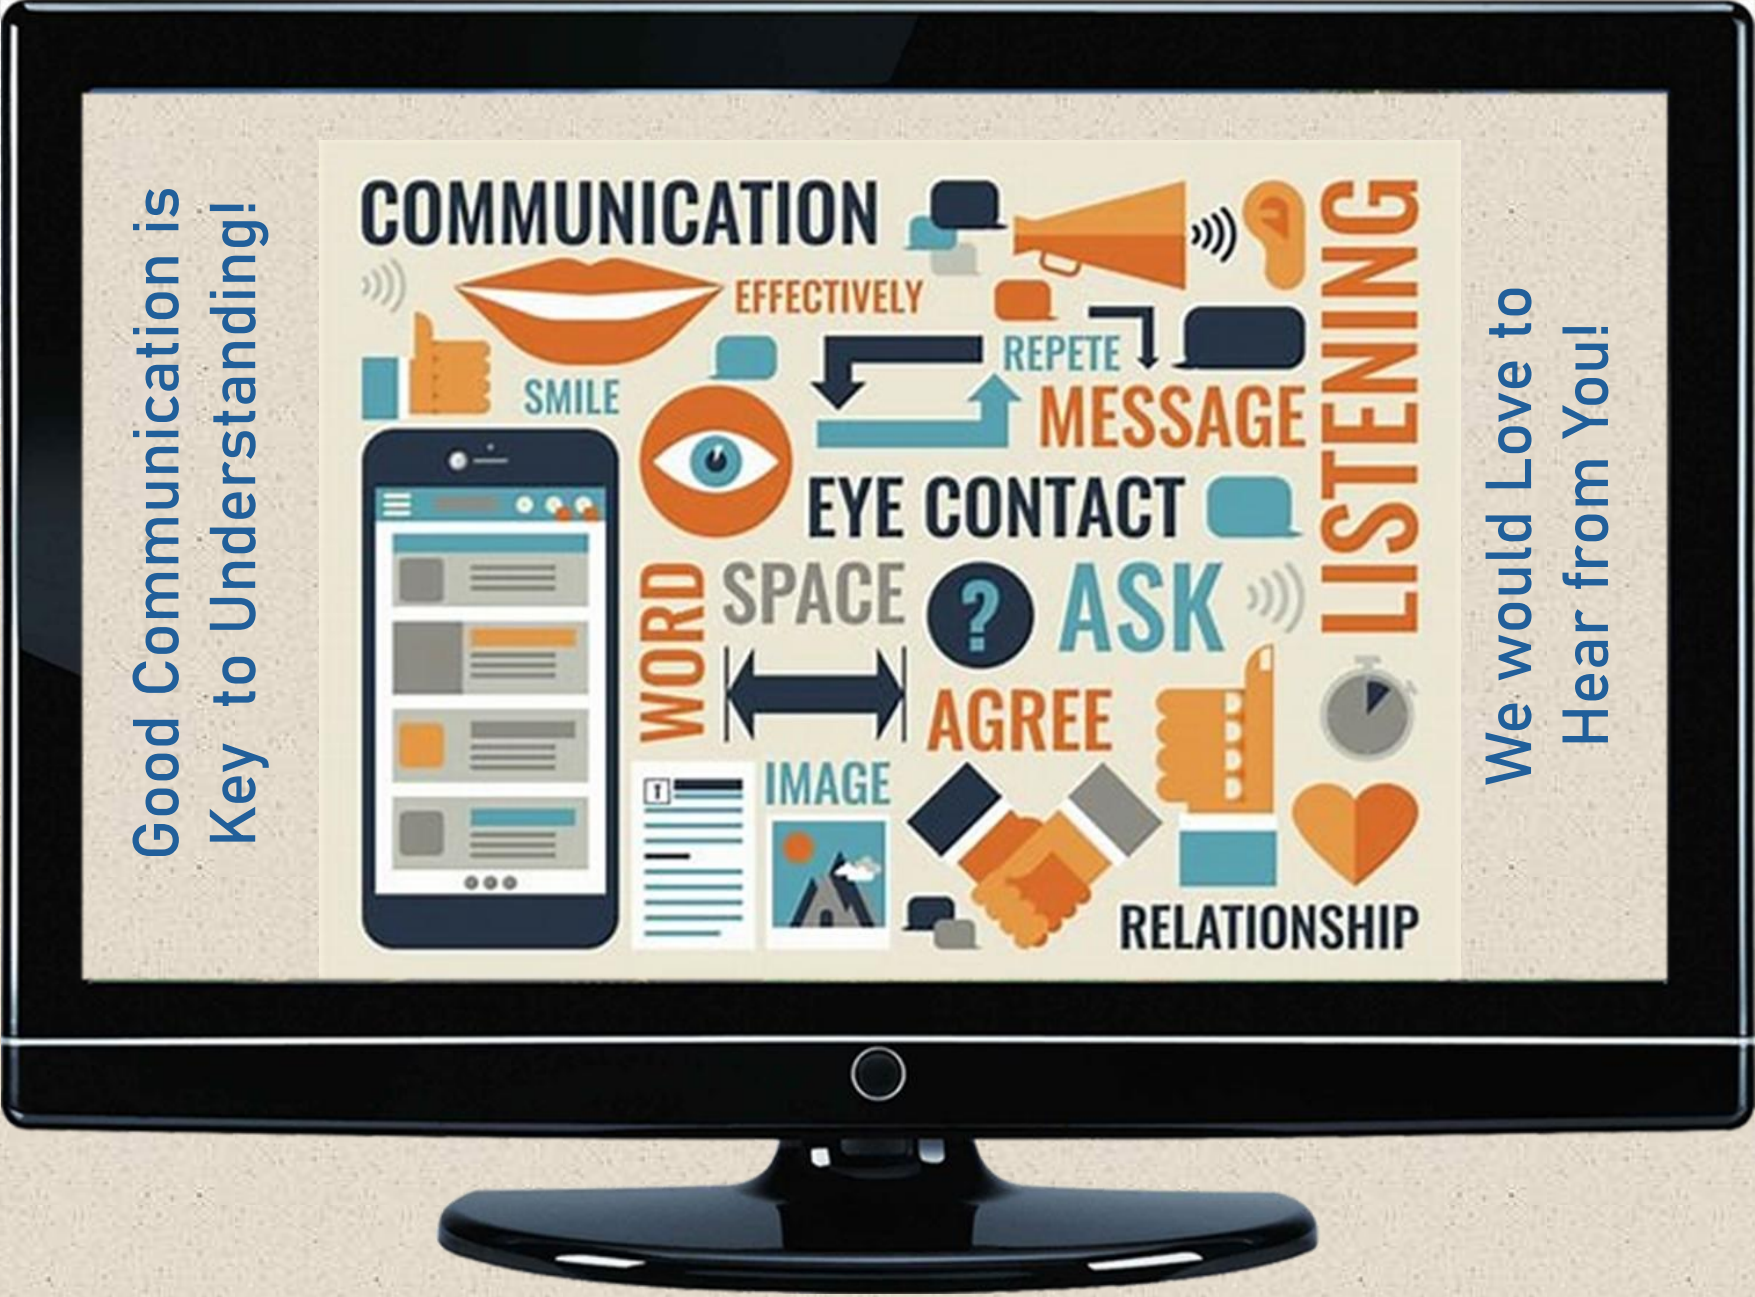 Good Communication is
Key to Understanding!
COMMUNICATION
EFFECTIVELY
SMILE
REPETE
MESSAGE
LISTENING
EYE CONTACT
WORD
SPACE
?
ASK
AGREE
IMAGE
RELATIONSHIP
We would Love to
Hear from You!